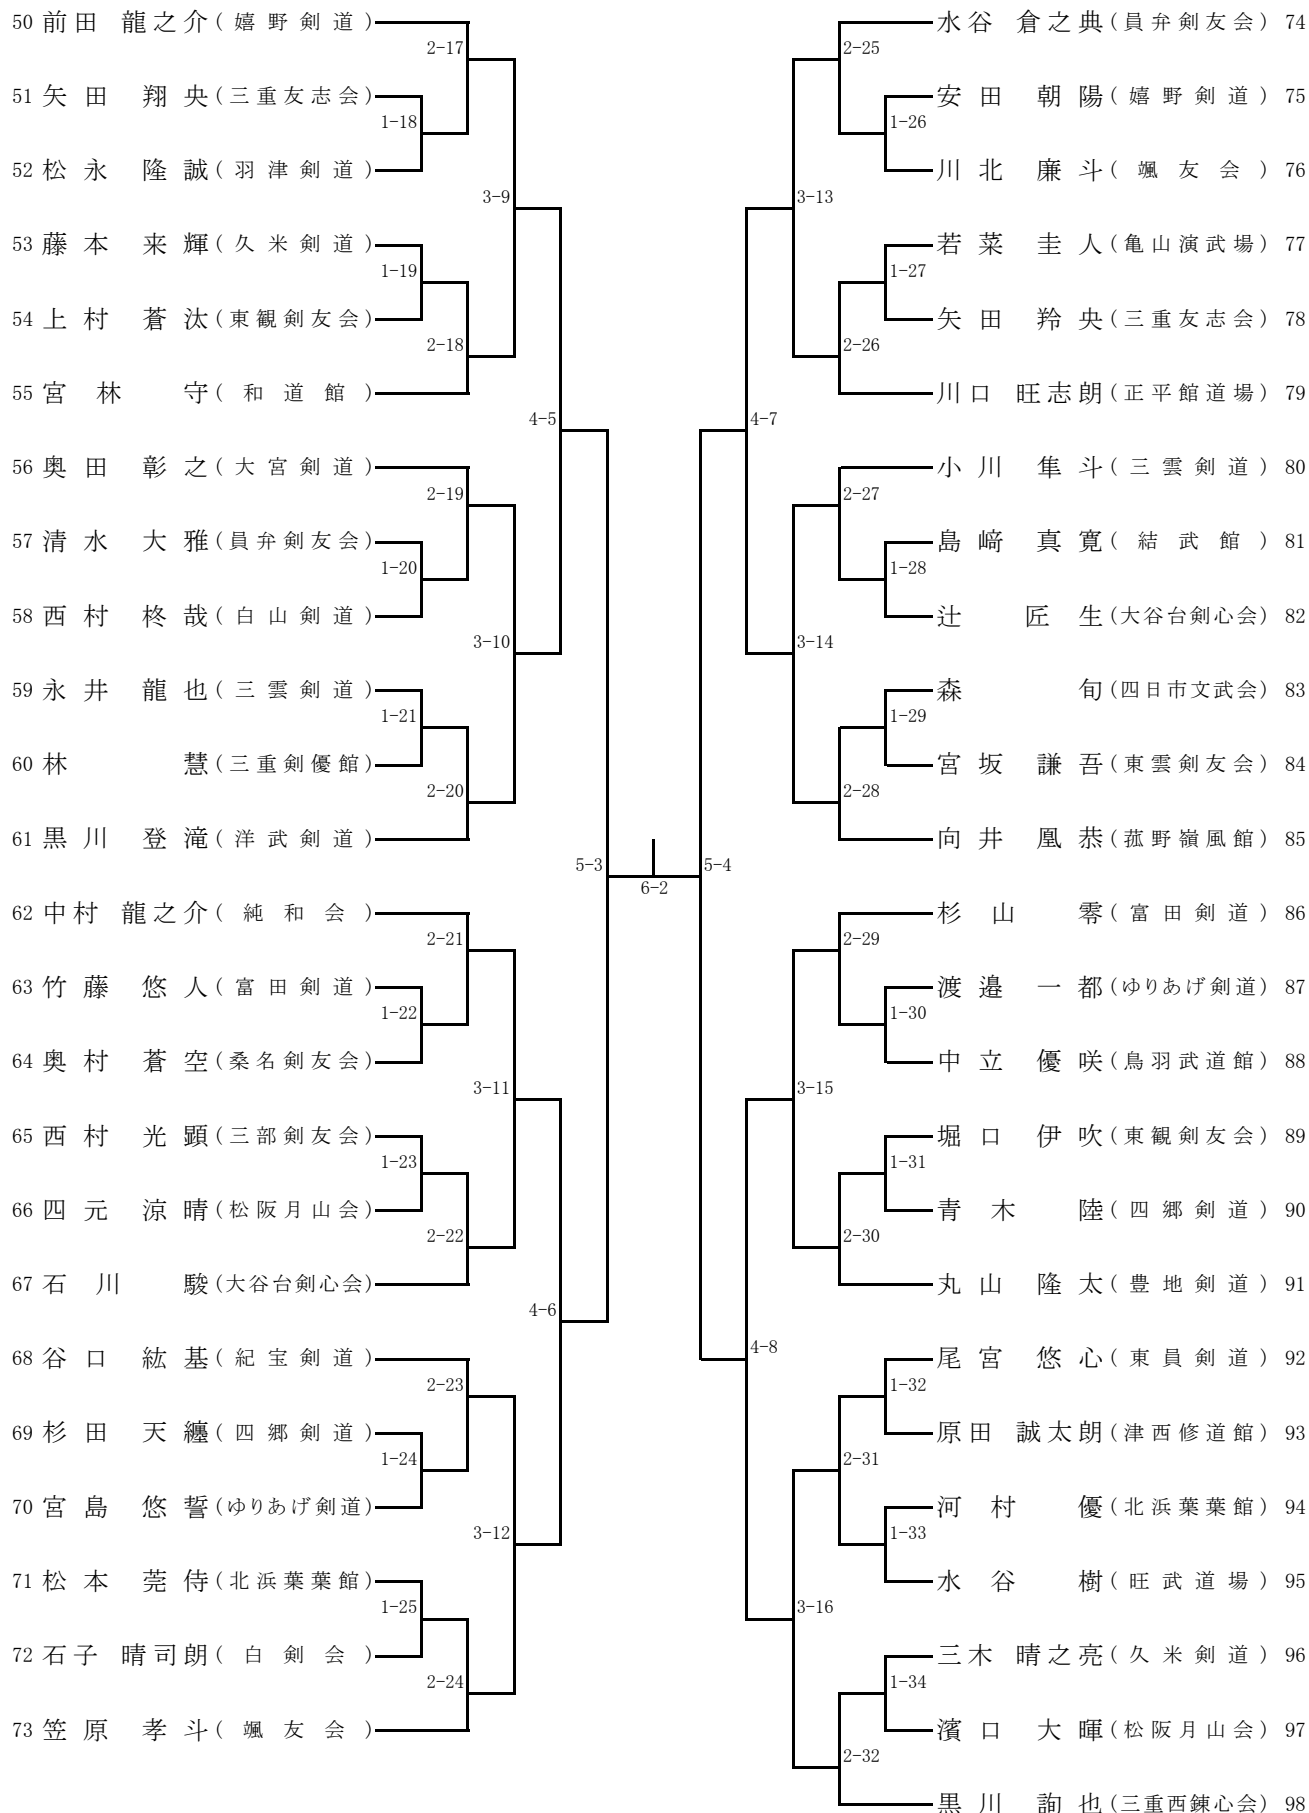 50 前田 龍之介 (嬉野剣道)
2-17
51 矢田 翔央 (三重友志会)
1-18
52 松永 隆誠 (羽津剣道)
3-9
53 藤本 来輝 (久米剣道)
1-19
54 上村 蒼汰 (東観剣友会)
2-18
55 宮林 守 (和道館)
4-5
56 奥田 彰之 (大宮剣道)
2-19
57 清水 大雅 (員弁剣友会)
1-20
58 西村 柊哉 (白山剣道)
3-10
59 永井 龍也 (三雲剣道)
1-21
60 林 慧 (三重剣優館)
2-20
61 黒川 登滝 (洋武剣道)
5-3
62 中村 龍之介 (純和会)
2-21
63 竹藤 悠人 (富田剣道)
1-22
64 奥村 蒼空 (桑名剣友会)
3-11
65 西村 光顕 (三部剣友会)
1-23
66 四元 涼晴 (松阪月山会)
2-22
67 石川 駿 (大谷台剣心会)
4-6
68 谷口 紘基 (紀宝剣道)
2-23
69 杉田 天纏 (四郷剣道)
1-24
70 宮島 悠誓 (ゆりあげ剣道)
3-12
71 松本 莞侍 (北浜葉葉館)
1-25
72 石子 晴司朗 (白剣会)
2-24
73 笠原 孝斗 (颯友会)
6-2
水谷 倉之典 (員弁剣友会) 74
2-25
安田 朝陽 (嬉野剣道) 75
1-26
川北 廉斗 (颯友会) 76
3-13
若菜 圭人 (亀山演武場) 77
1-27
矢田 羚央 (三重友志会) 78
2-26
川口 旺志朗 (正平館道場) 79
4-7
小川 隼斗 (三雲剣道) 80
2-27
島﨑 真寛 (結武館) 81
1-28
辻 匠生 (大谷台剣心会) 82
3-14
森 旬 (四日市文武会) 83
1-29
宮坂 謙吾 (東雲剣友会) 84
2-28
向井 凰恭 (菰野嶺風館) 85
5-4
杉山 零 (富田剣道) 86
2-29
渡邉 一都 (ゆりあげ剣道) 87
1-30
中立 優咲 (鳥羽武道館) 88
3-15
堀口 伊吹 (東観剣友会) 89
1-31
青木 陸 (四郷剣道) 90
2-30
丸山 隆太 (豊地剣道) 91
4-8
尾宮 悠心 (東員剣道) 92
1-32
原田 誠太朗 (津西修道館) 93
2-31
河村 優 (北浜葉葉館) 94
1-33
水谷 樹 (旺武道場) 95
3-16
三木 晴之亮 (久米剣道) 96
1-34
濱口 大暉 (松阪月山会) 97
2-32
黒川 詢也 (三重西錬心会) 98